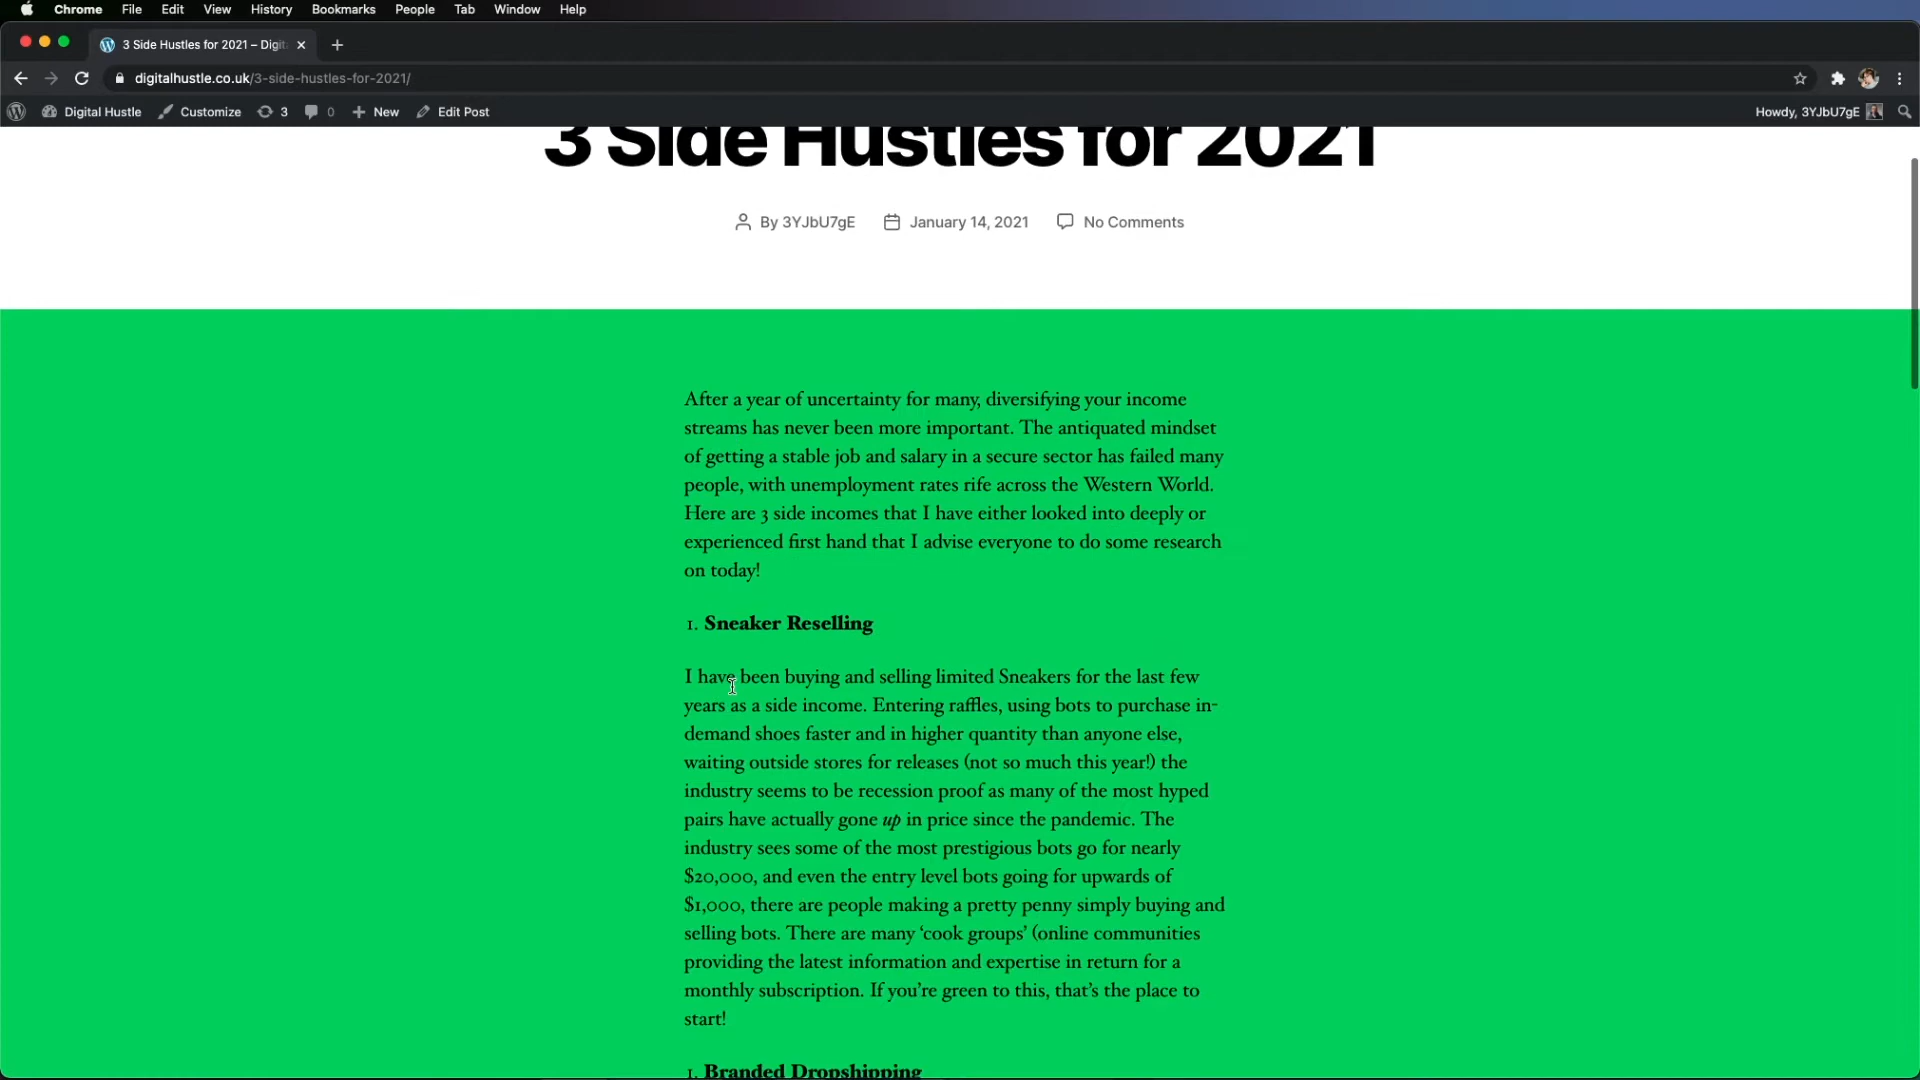 Chrome File Edit View History Bookmarks People Tab Window Help
3 Side Hustles for 2021 – Digit
digitalhustle.co.uk/3-side-hustles-for-2021/
Digital Hustle Customize 3 0 New Edit Post Howdy, 3YJbU7gE
3 Side Hustles for 2021
By 3YJbU7gE January 14, 2021 No Comments
After a year of uncertainty for many, diversifying your income
streams has never been more important. The antiquated mindset
of getting a stable job and salary in a secure sector has failed many
people, with unemployment rates rife across the Western World.
Here are 3 side incomes that I have either looked into deeply or
experienced first hand that I advise everyone to do some research
on today!
1. Sneaker Reselling
I have been buying and selling limited Sneakers for the last few
years as a side income. Entering raffles, using bots to purchase in-
demand shoes faster and in higher quantity than anyone else,
waiting outside stores for releases (not so much this year!) the
industry seems to be recession proof as many of the most hyped
pairs have actually gone up in price since the pandemic. The
industry sees some of the most prestigious bots go for nearly
$20,000, and even the entry level bots going for upwards of
$1,000, there are people making a pretty penny simply buying and
selling bots. There are many ‘cook groups’ (online communities
providing the latest information and expertise in return for a
monthly subscription. If you’re green to this, that’s the place to
start!
1. Branded Dropshipping